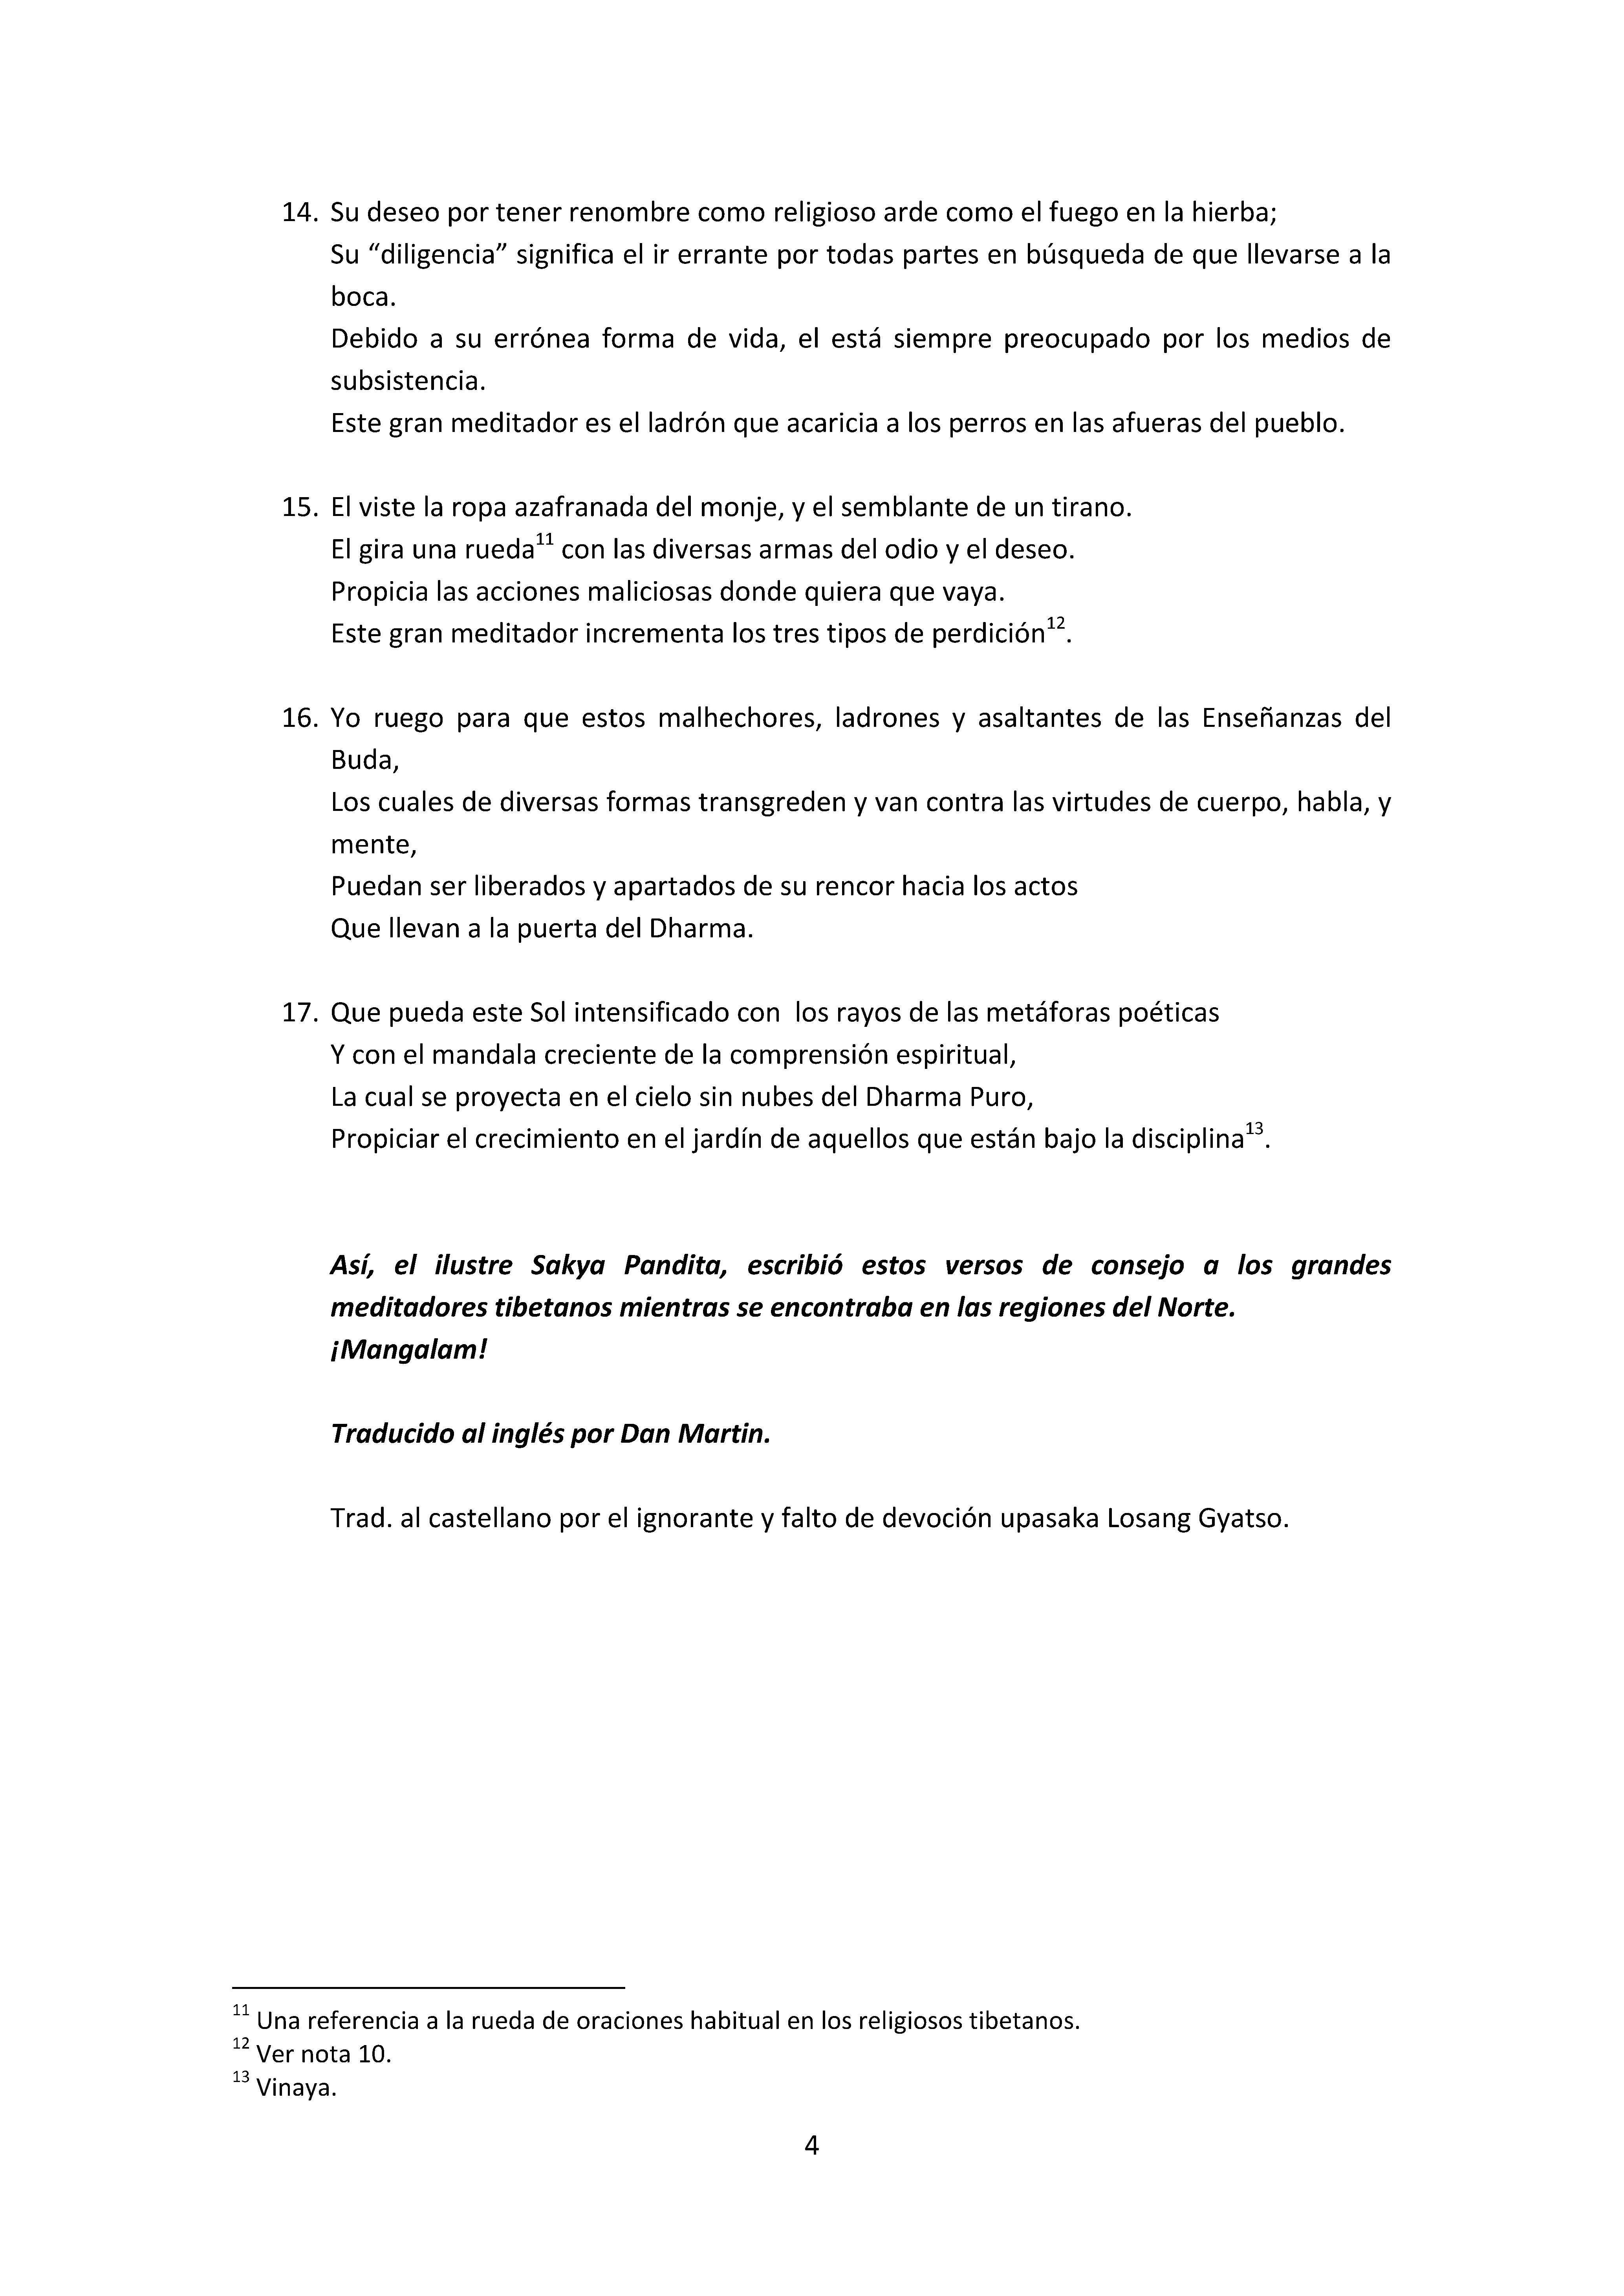 14. Su deseo por tener renombre como religioso arde como el fuego en la hierba;
Su “diligencia” significa el ir errante por todas partes en búsqueda de que llevarse a la
boca.
Debido a su errónea forma de vida, el está siempre preocupado por los medios de
subsistencia.
Este gran meditador es el ladrón que acaricia a los perros en las afueras del pueblo.
15. El viste la ropa azafranada del monje, y el semblante de un tirano.
El gira una rueda11 con las diversas armas del odio y el deseo.
Propicia las acciones maliciosas donde quiera que vaya.
Este gran meditador incrementa los tres tipos de perdición12.
16. Yo ruego para que estos malhechores, ladrones y asaltantes de las Enseñanzas del
Buda,
Los cuales de diversas formas transgreden y van contra las virtudes de cuerpo, habla, y
mente,
Puedan ser liberados y apartados de su rencor hacia los actos
Que llevan a la puerta del Dharma.
17. Que pueda este Sol intensificado con  los rayos de las metáforas poéticas
Y con el mandala creciente de la comprensión espiritual,
La cual se proyecta en el cielo sin nubes del Dharma Puro,
Propiciar el crecimiento en el jardín de aquellos que están bajo la disciplina13.
Así, el ilustre Sakya Pandita, escribió estos versos de consejo a los grandes
meditadores tibetanos mientras se encontraba en las regiones del Norte.
¡Mangalam!
Traducido al inglés por Dan Martin.
Trad. al castellano por el ignorante y falto de devoción upasaka Losang Gyatso.
11 Una referencia a la rueda de oraciones habitual en los religiosos tibetanos.
12 Ver nota 10.
13 Vinaya.
4